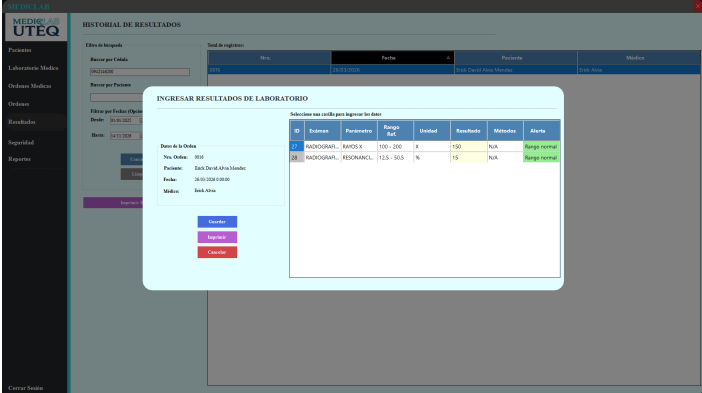 MEDICLAB
MEDICLAB
UTEQ
HISTORIAL DE RESULTADOS
Pacientes
Laboratorio Medico
Ordenes Medicas
Ordenes
Resultados
Seguridad
Reportes
Cerrar Sesión
Filtro de búsqueda
Buscar por Cedula
Buscar por Paciente
Filtrar por Fechas (Opcion
Desde
Hasta
Total de registros:
Nro. Fecha Paciente Médico
0016 26/03/2026 Erick David Alvia Mendez Erick Alvia
INGRESAR RESULTADOS DE LABORATORIO
Seleccione una casilla para ingresar los datos
Datos de la Orden
Nro. Orden: 0016
Paciente: Erick David Alvia Mendez
Fecha: 26/03/2026 0:00:00
Médico: Erick Alvia
Guardar
Imprimir
Cancelar
ID Exámen Parámetro Rango Ref. Unidad Resultado Métodos Alerta
27 RADIOGRAFI... RAYOS X 100 - 200 X 150 N/A Rango normal
28 RADIOGRAFI... RESONANCI... 12.5 - 50.5 % 15 N/A Rango normal